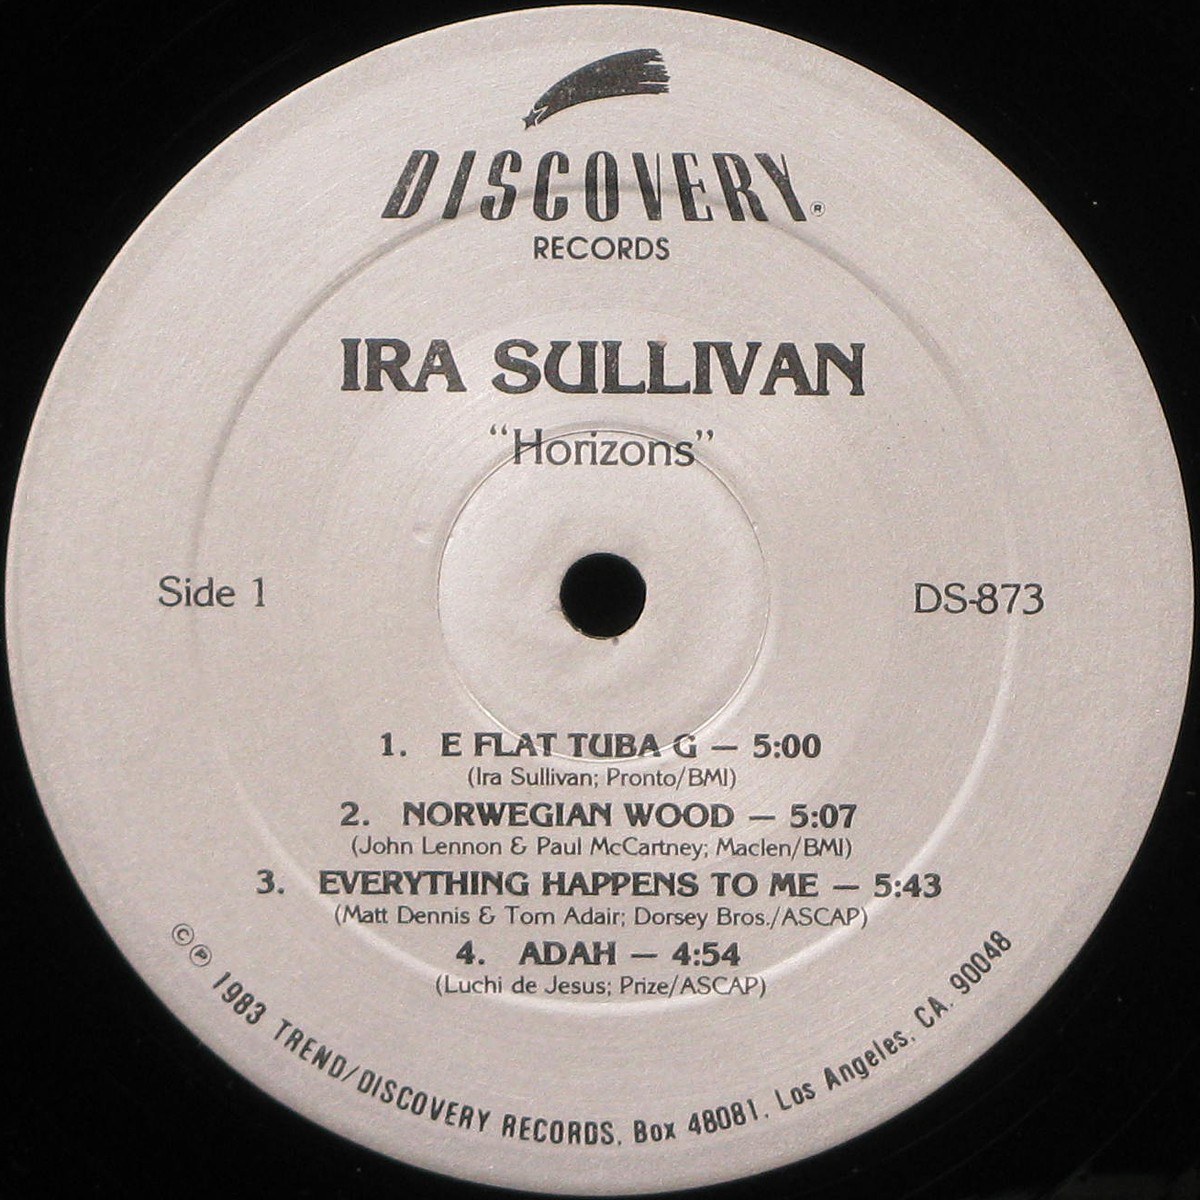 DISCOVERY®
RECORDS
IRA SULLIVAN
“Horizons”
Side 1
DS-873
1. E FLAT TUBA G — 5:00
(Ira Sullivan; Pronto/BMI)
2. NORWEGIAN WOOD — 5:07
(John Lennon & Paul McCartney; Maclen/BMI)
3. EVERYTHING HAPPENS TO ME — 5:43
(Matt Dennis & Tom Adair; Dorsey Bros./ASCAP)
4. ADAH — 4:54
(Luchi de Jesus; Prize/ASCAP)
©℗ 1983 TREND/DISCOVERY RECORDS, Box 48081, Los Angeles, CA. 90048